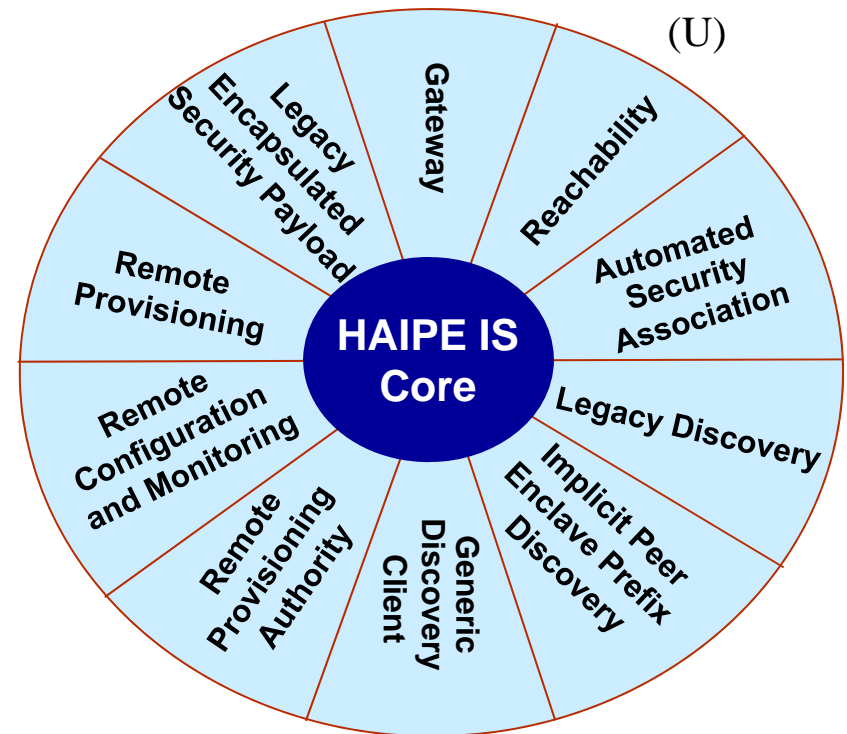 (U)
Gateway
Reachability
Automated
Security
Association
Legacy Discovery
Implicit Peer
Enclave Prefix
Discovery
Generic
Discovery
Client
Remote
Provisioning
Authority
Remote
Configuration
and Monitoring
Remote
Provisioning
Legacy
Encapsulated
Security Payload
HAIPE IS
Core